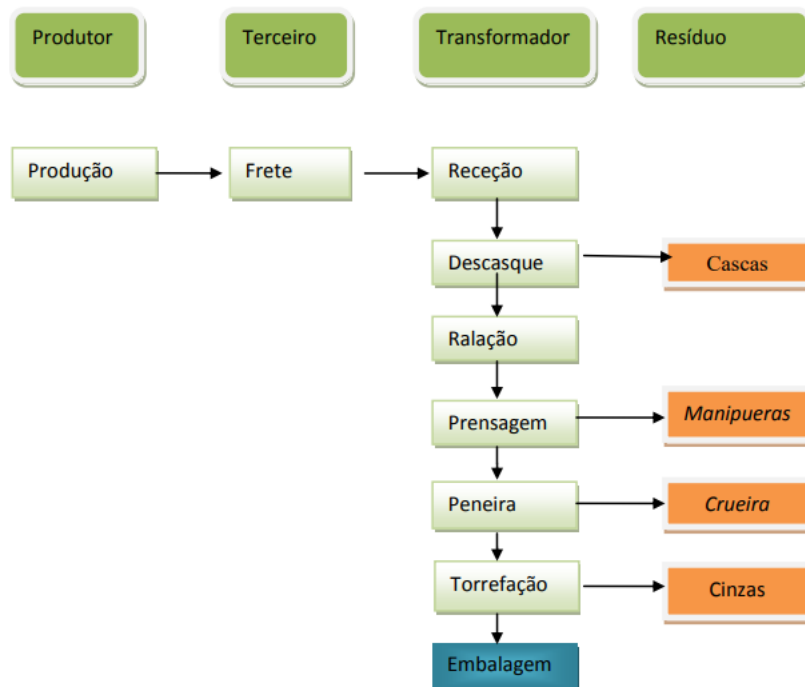 Produtor
Terceiro
Transformador
Resíduo
Produção
Frete
Receção
Descasque
Cascas
Ralação
Prensagem
Manipueras
Peneira
Crueira
Torrefação
Cinzas
Embalagem